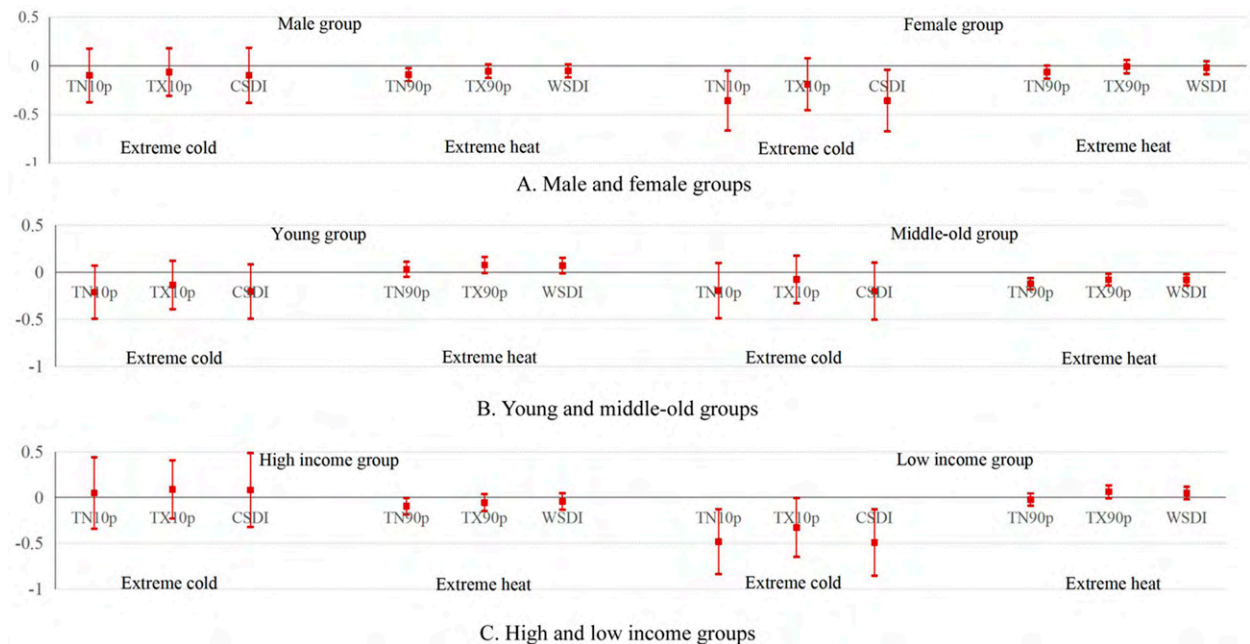 0.5
Male group Female group
0
TN10p TX10p CSDI TN90p TX90p WSDI TN10p TX10p CSDI TN90p TX90p WSDI
-0.5
Extreme cold Extreme heat Extreme cold Extreme heat
-1
A. Male and female groups
0.5
Young group Middle-old group
0
TN10p TX10p CSDI TN90p TX90p WSDI TN10p TX10p CSDI TN90p TX90p WSDI
-0.5
Extreme cold Extreme heat Extreme cold Extreme heat
-1
B. Young and middle-old groups
0.5
High income group Low income group
0
TN10p TX10p CSDI TN90p TX90p WSDI TN10p TX10p CSDI TN90p TX90p WSDI
-0.5
Extreme cold Extreme heat Extreme cold Extreme heat
-1
C. High and low income groups